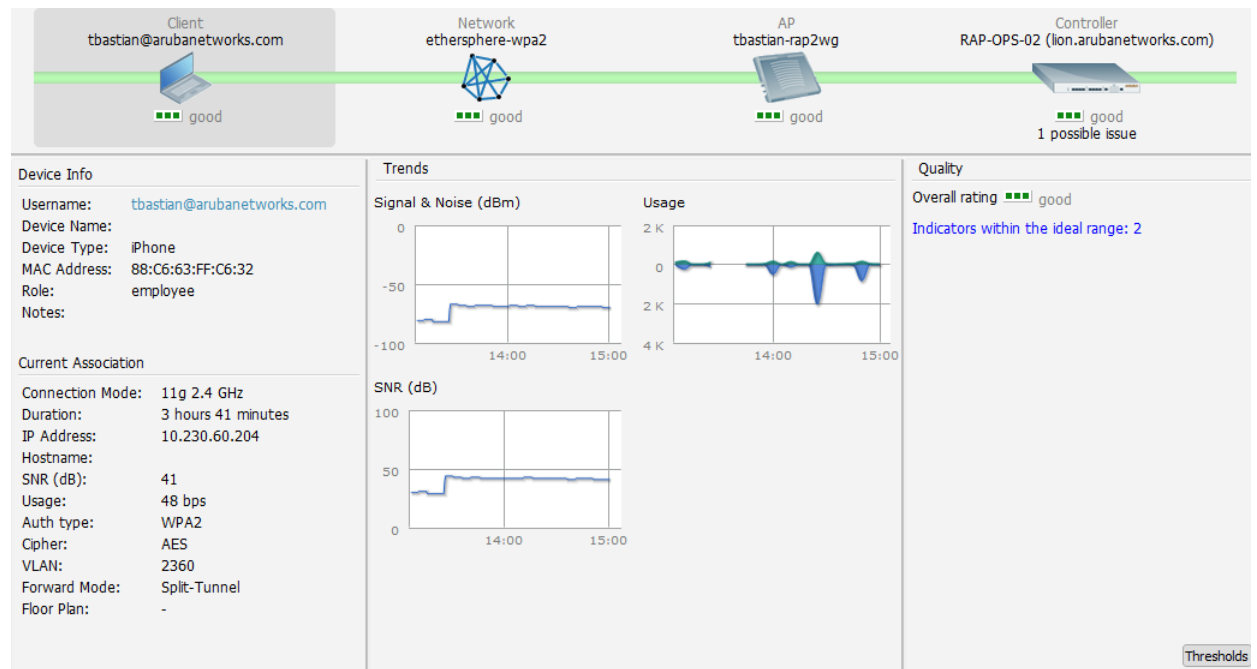 Client
tbastian@arubanetworks.com
good
Network
ethersphere-wpa2
good
AP
tbastian-rap2wg
good
Controller
RAP-OPS-02 (lion.arubanetworks.com)
good
1 possible issue
Device Info
Username: tbastian@arubanetworks.com
Device Name:
Device Type: iPhone
MAC Address: 88:C6:63:FF:C6:32
Role: employee
Notes:
Current Association
Connection Mode: 11g 2.4 GHz
Duration: 3 hours 41 minutes
IP Address: 10.230.60.204
Hostname:
SNR (dB): 41
Usage: 48 bps
Auth type: WPA2
Cipher: AES
VLAN: 2360
Forward Mode: Split-Tunnel
Floor Plan: -
Trends
Signal & Noise (dBm)
0
-50
-100
14:00 15:00
Usage
2 K
0
2 K
4 K
14:00 15:00
SNR (dB)
100
50
0
14:00 15:00
Quality
Overall rating good
Indicators within the ideal range: 2
Thresholds